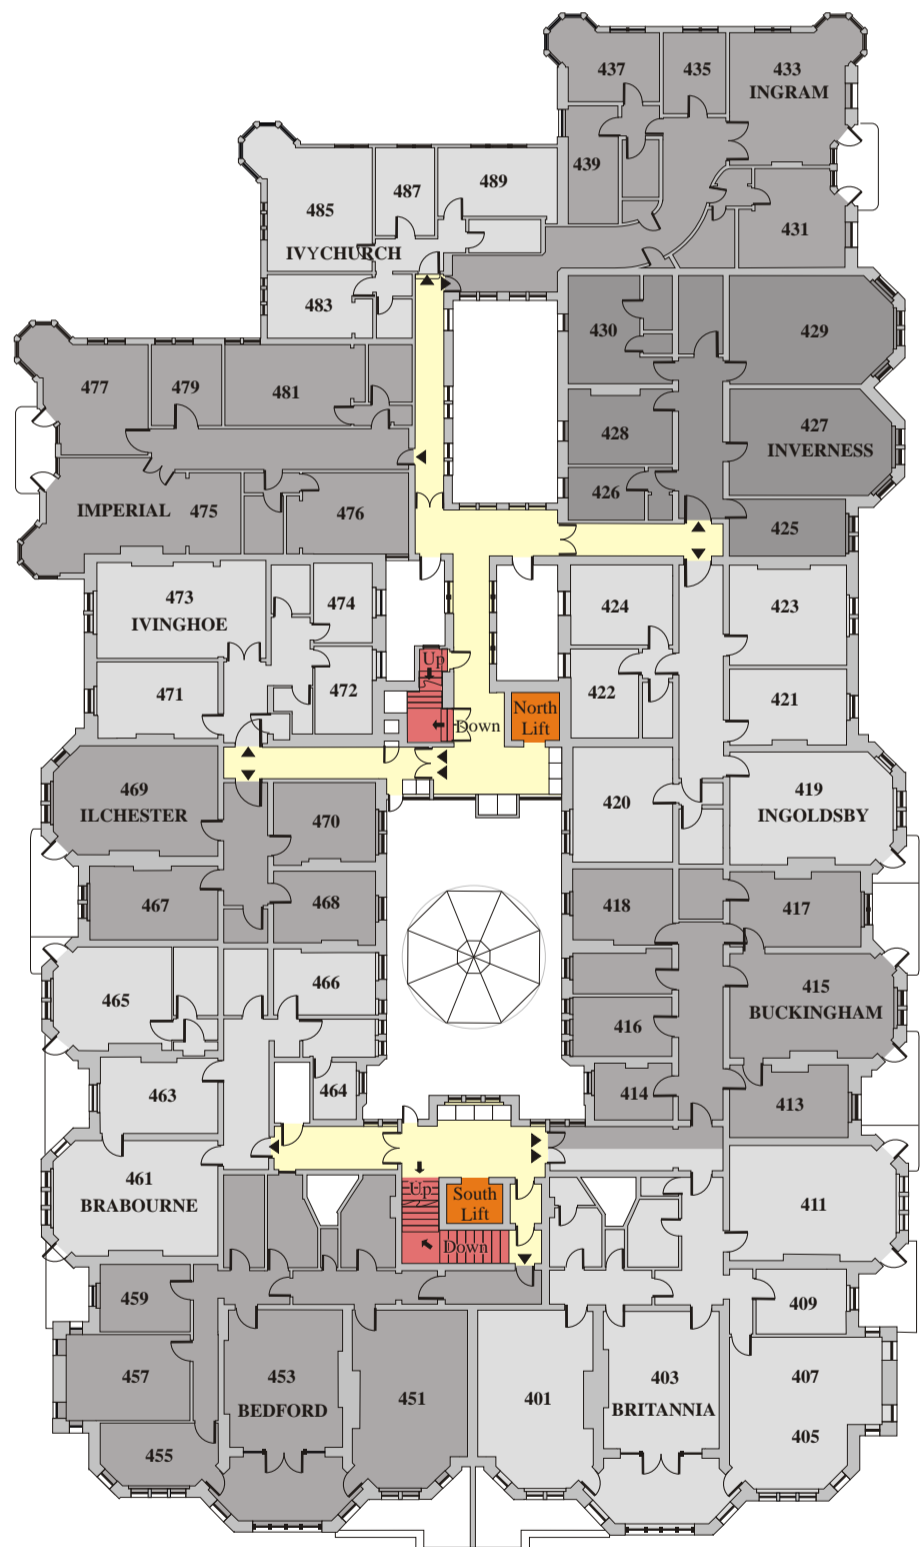 437
435
433
INGRAM
439
431
485
487
489
IVYCHURCH
483
430
429
428
427
INVERNESS
426
425
477
479
481
IMPERIAL 475
476
473
IVINGHOE
474
471
472
424
423
422
421
Up
Down
North
Lift
469
ILCHESTER
470
420
419
INGOLDSBY
467
468
418
417
465
466
415
BUCKINGHAM
416
463
464
414
413
461
BRABOURNE
Up
South
Lift
Down
411
459
409
457
453
BEDFORD
451
401
403
BRITANNIA
407
455
405